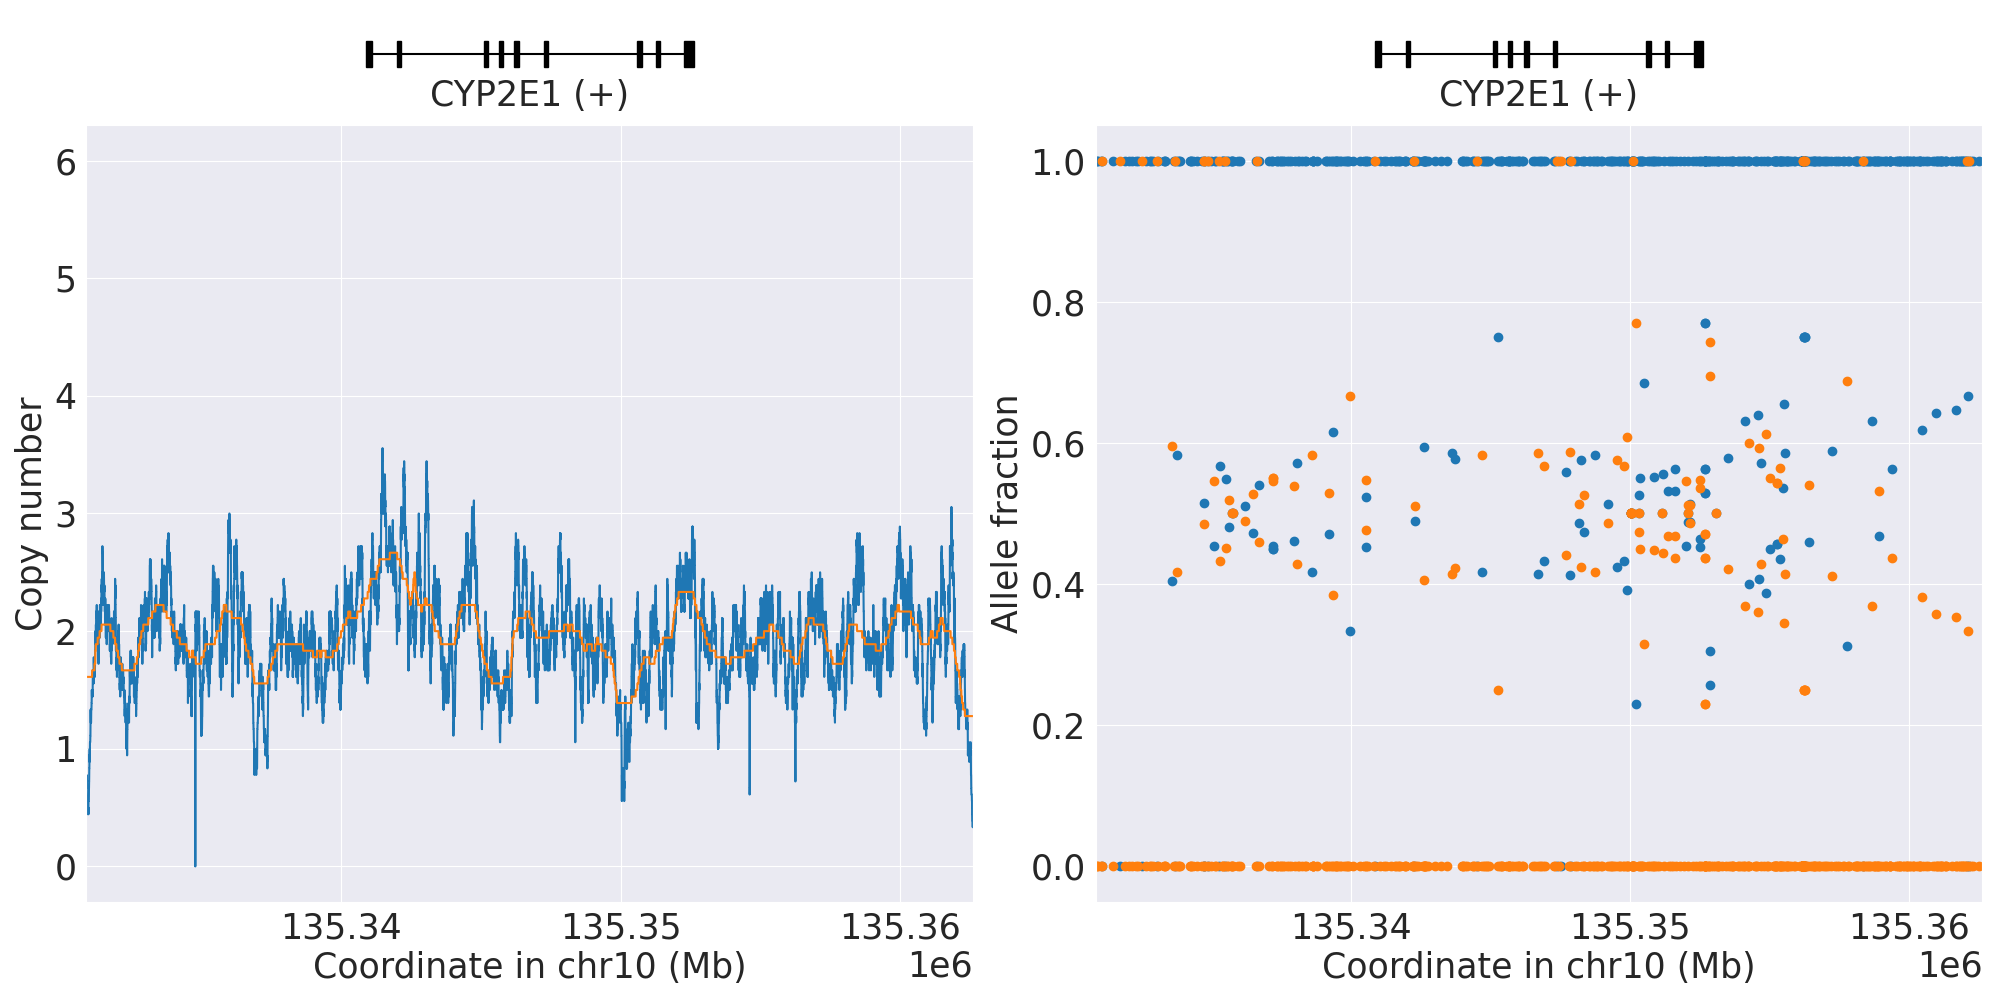 CYP2E1 (+)
6
5
4
3
2
1
0
Copy number
135.34
135.35
135.36
Coordinate in chr10 (Mb)
1e6
CYP2E1 (+)
1.0
0.8
0.6
0.4
0.2
0.0
Allele fraction
135.34
135.35
135.36
Coordinate in chr10 (Mb)
1e6